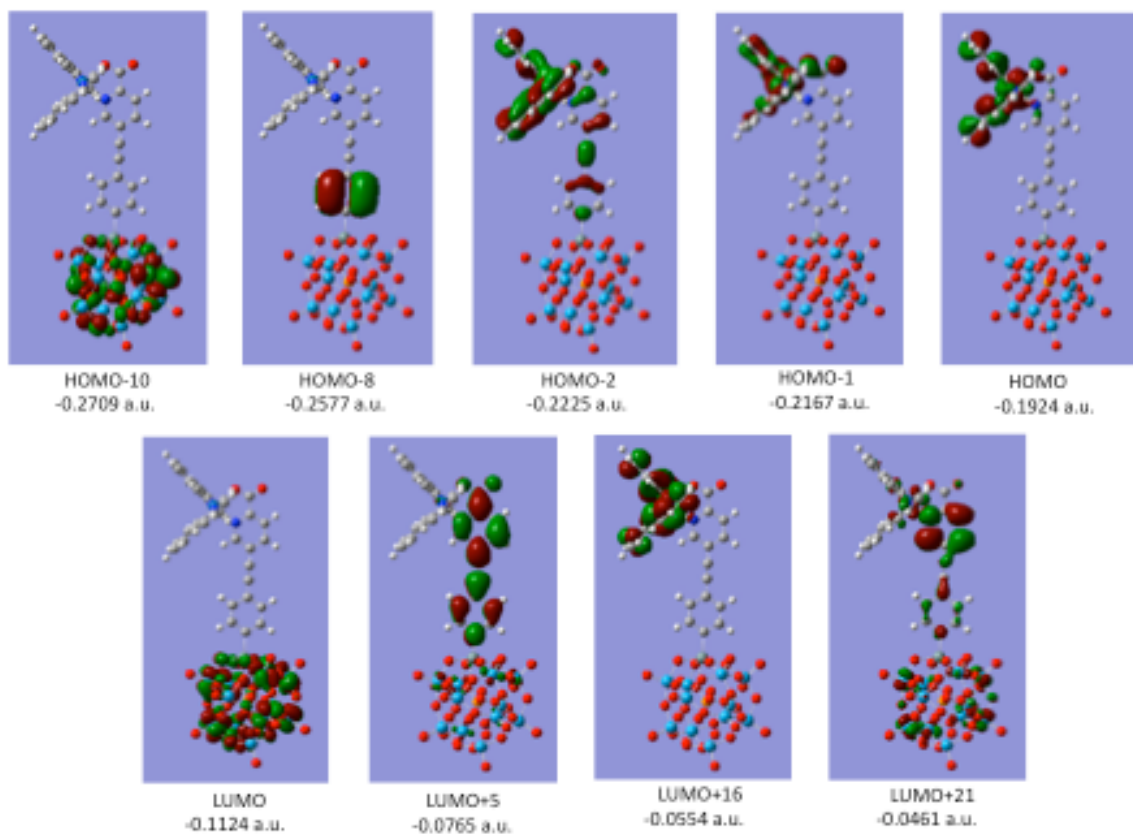 HOMO-10 HOMO-8 HOMO-2 HOMO-1 HOMO
-0.2709 a.u. -0.2577 a.u. -0.2225 a.u. -0.2167 a.u. -0.1924 a.u.
LUMO LUMO+5 LUMO+16 LUMO+21
-0.1124 a.u. -0.0765 a.u. -0.0554 a.u. -0.0461 a.u.